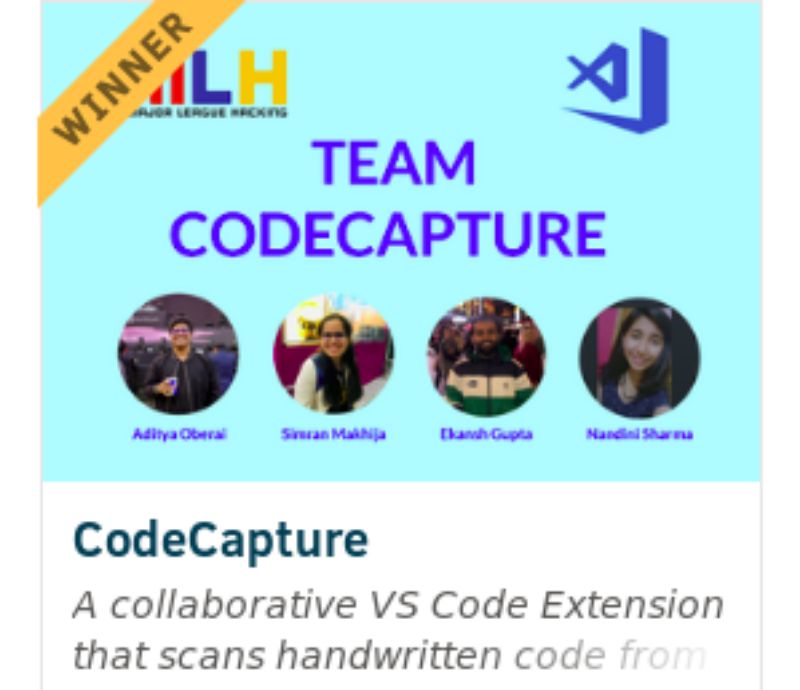 WINNER
MLH
MAJOR LEAGUE HACKING
TEAM
CODECAPTURE
Aditya Oberai Simran Makhija Ekansh Gupta Nandini Sharma
CodeCapture
A collaborative VS Code Extension
that scans handwritten code from